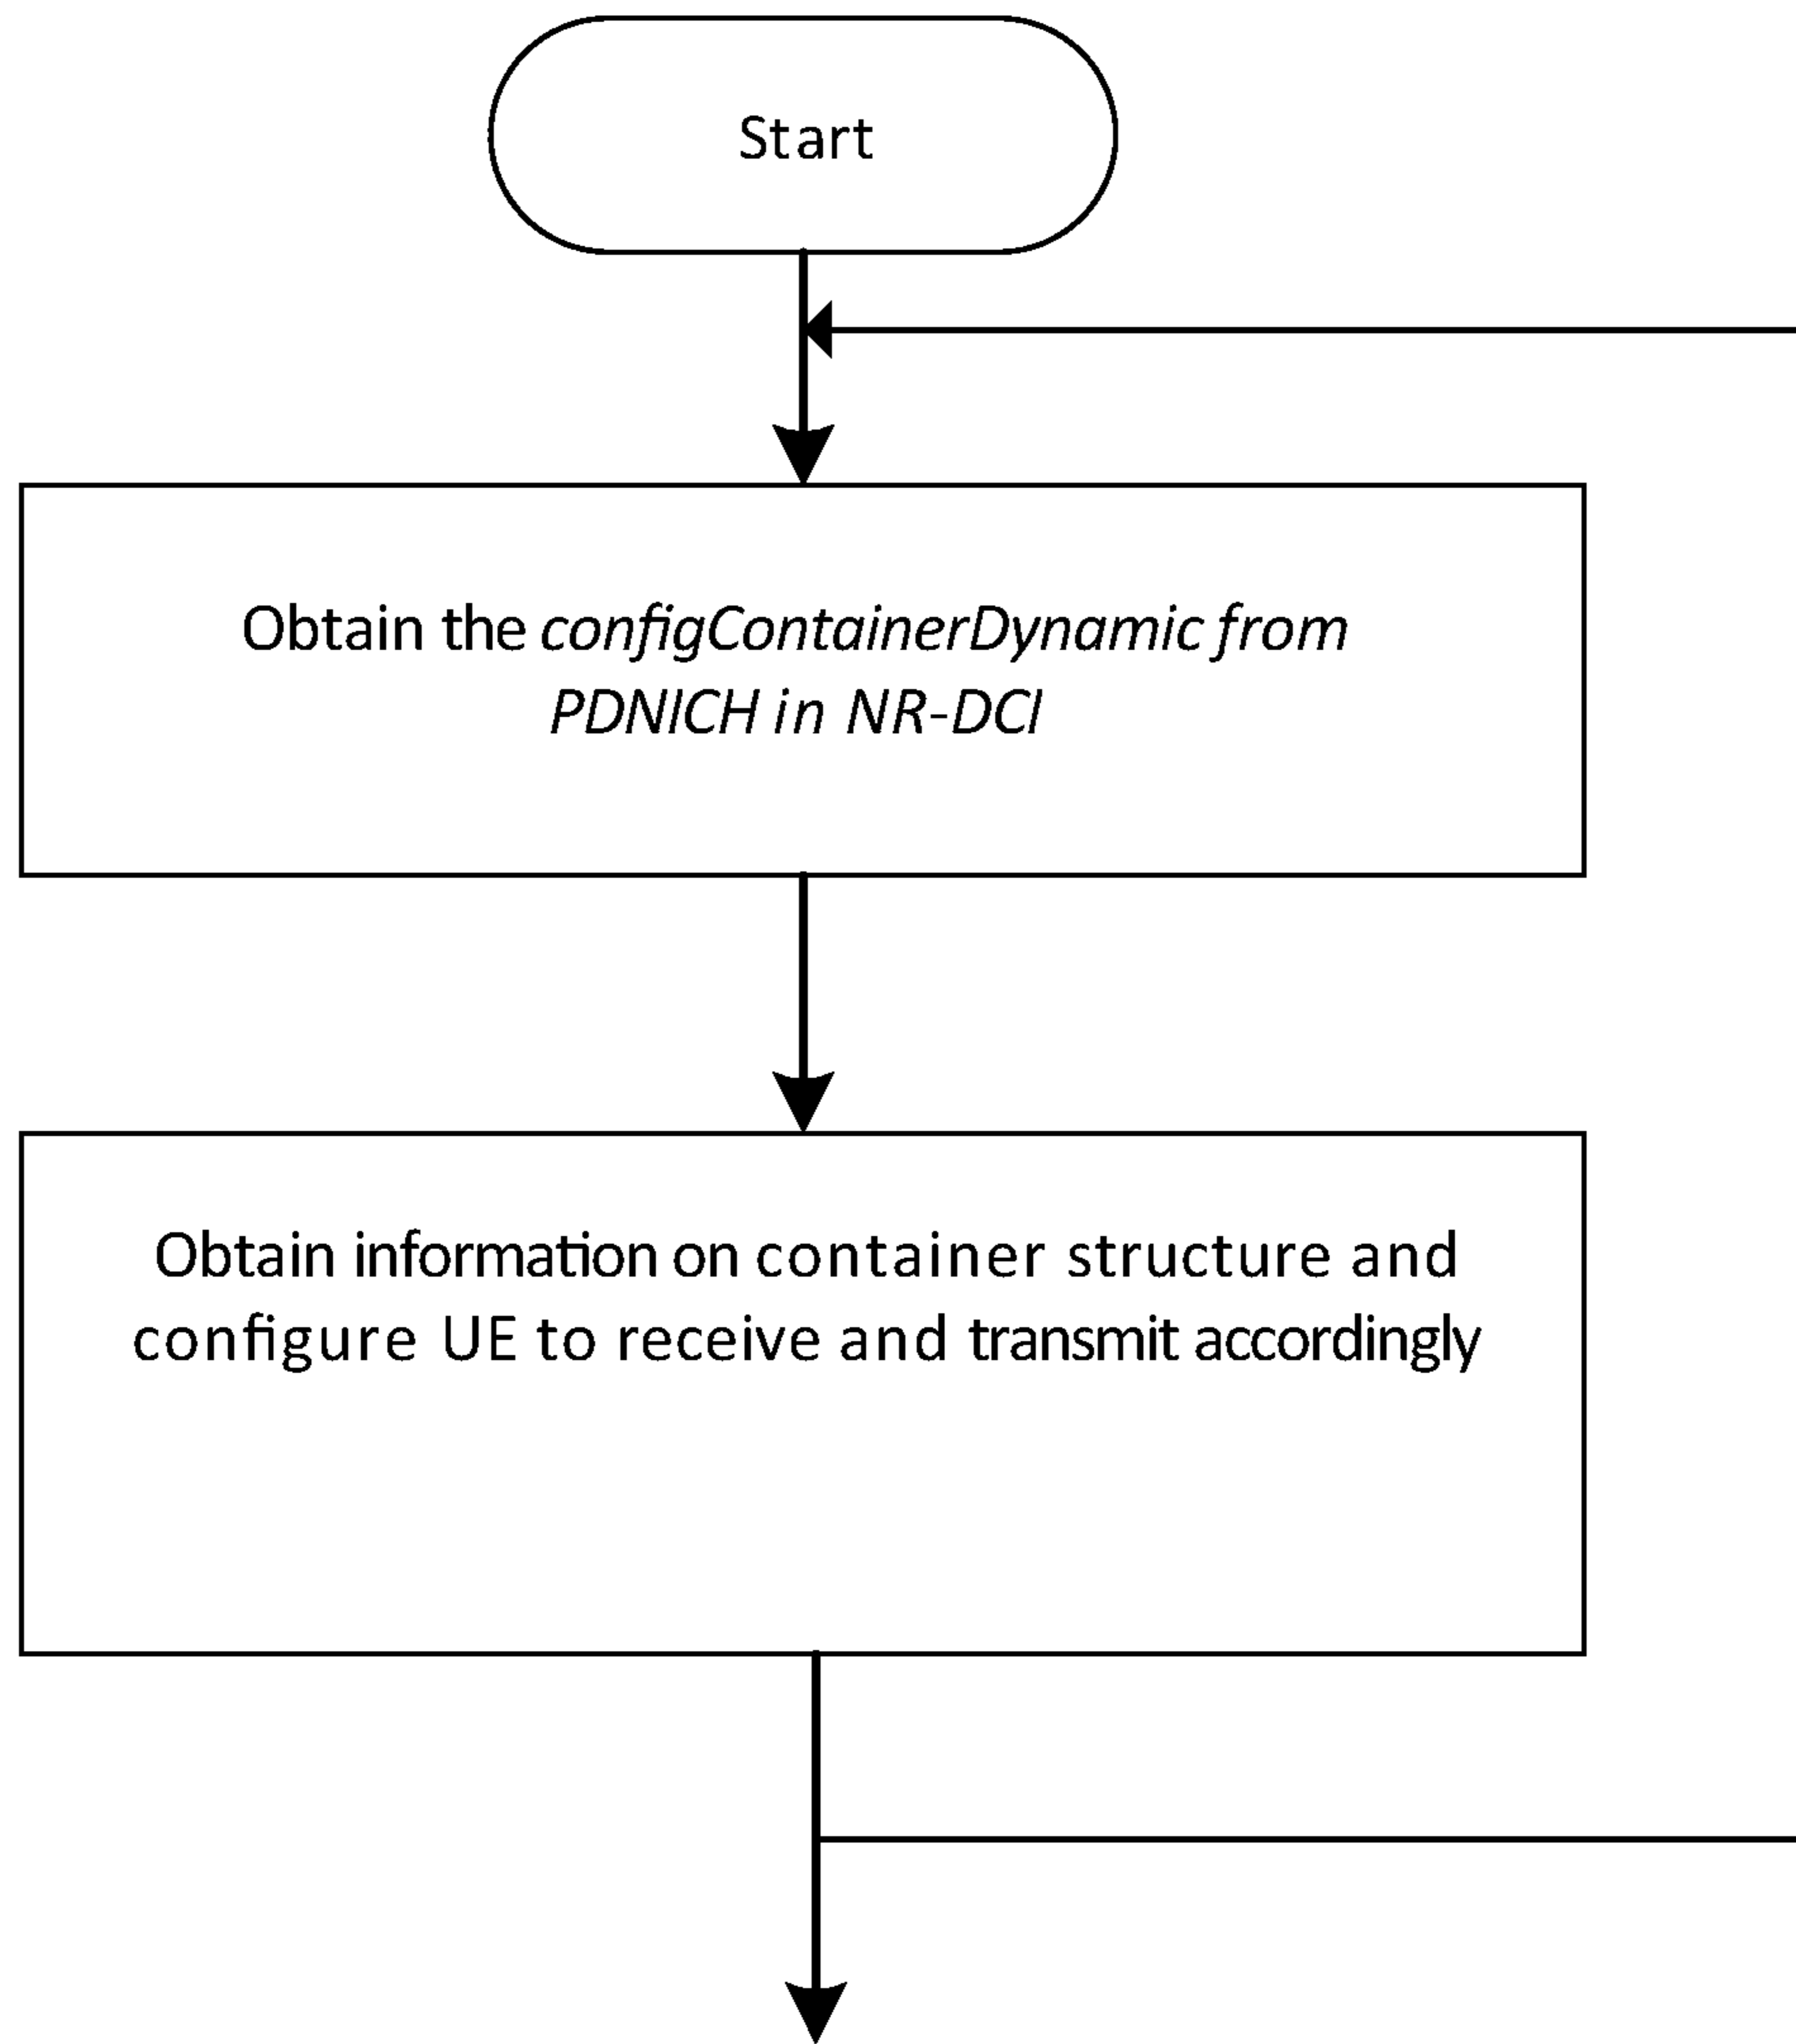 Start
Obtain the configContainerDynamic from
PDNICH in NR-DCI
Obtain information on container structure and
configure UE to receive and transmit accordingly